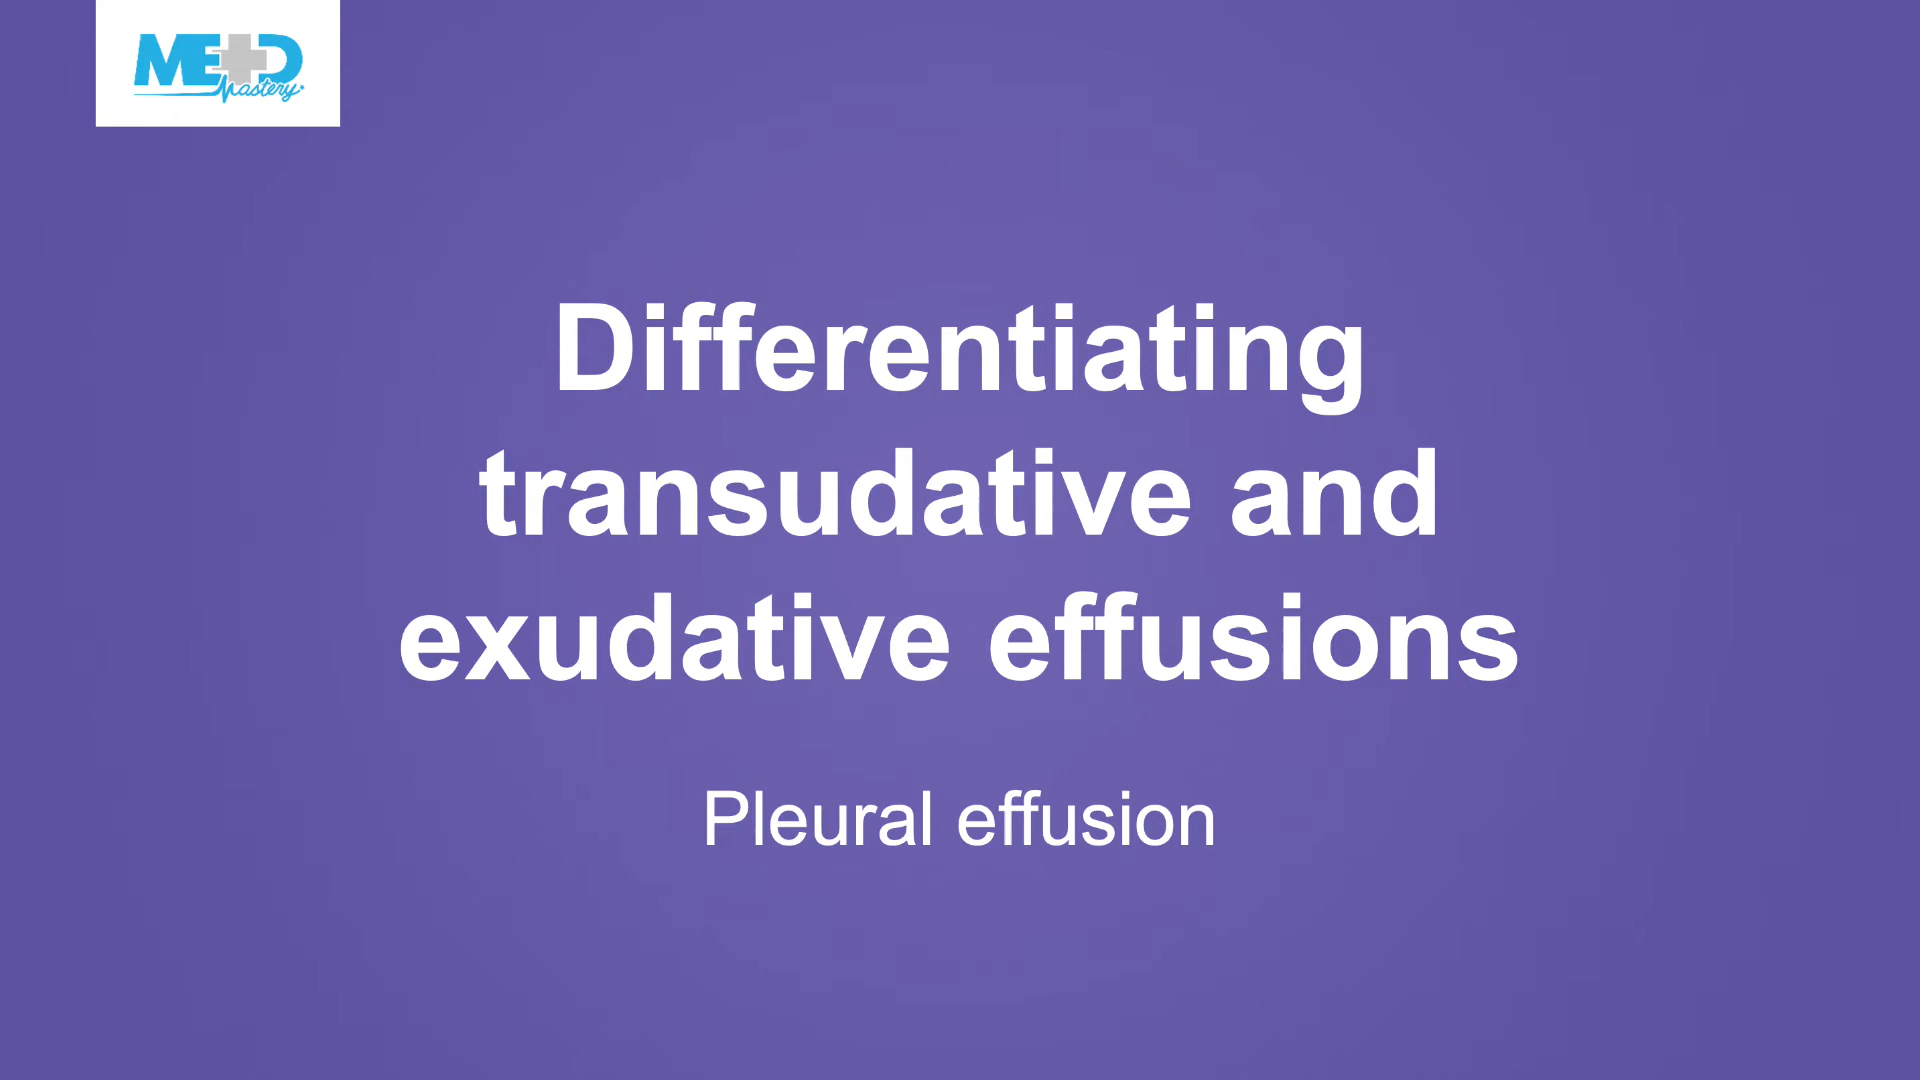 MED
Mastery
Differentiating
transudative and
exudative effusions
Pleural effusion